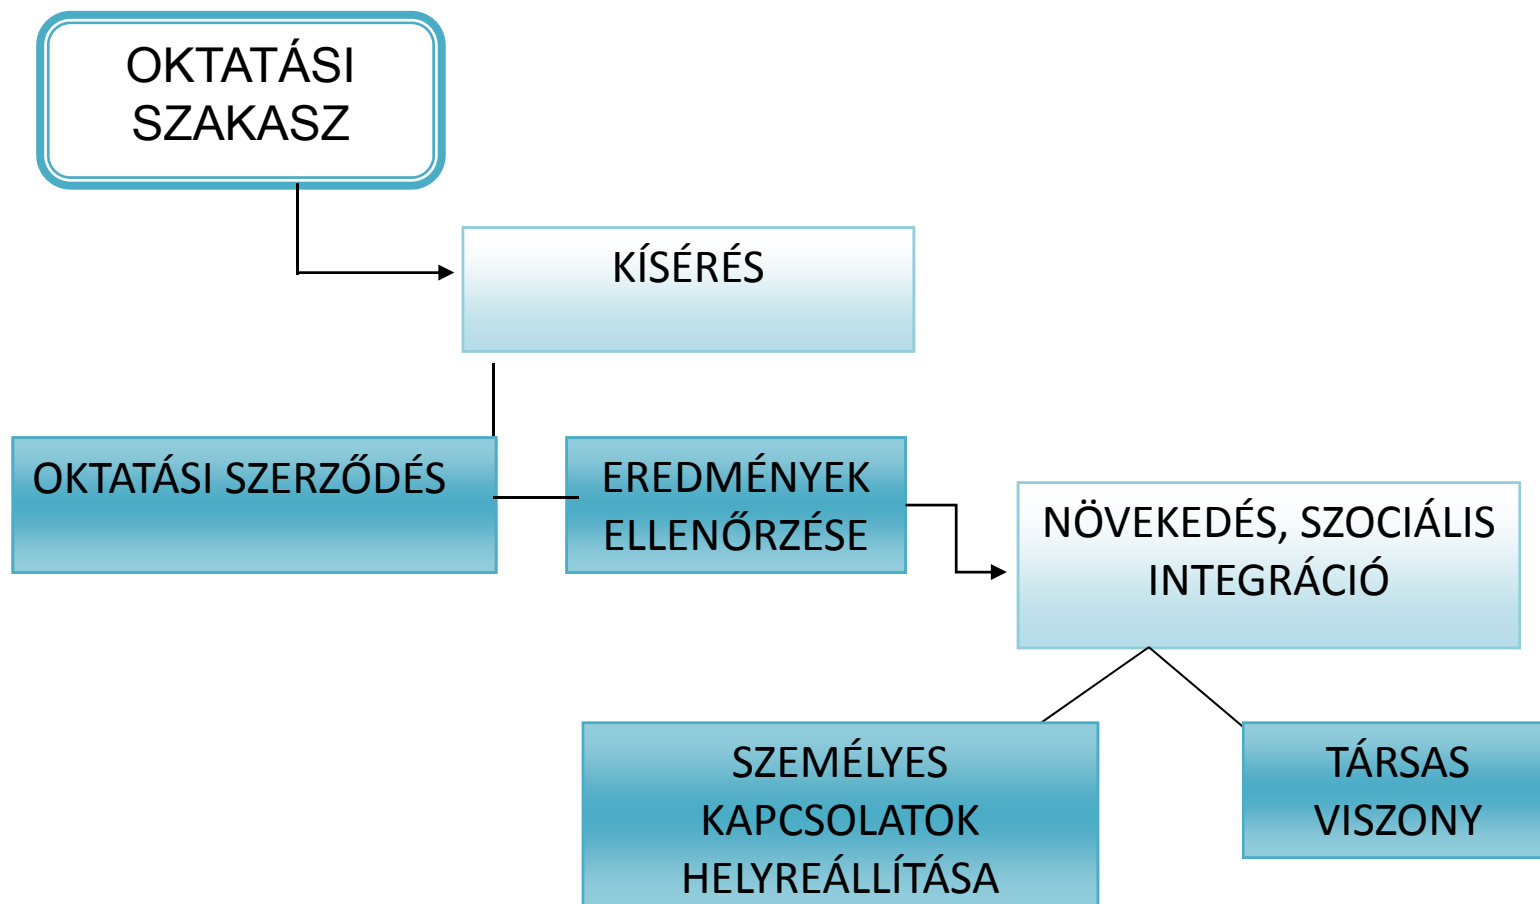 OKTATÁSI
SZAKASZ
KÍSÉRÉS
OKTATÁSI SZERZŐDÉS
EREDMÉNYEK
ELLENŐRZÉSE
NÖVEKEDÉS, SZOCIÁLIS
INTEGRÁCIÓ
SZEMÉLYES
KAPCSOLATOK
HELYREÁLLÍTÁSA
TÁRSAS
VISZONY